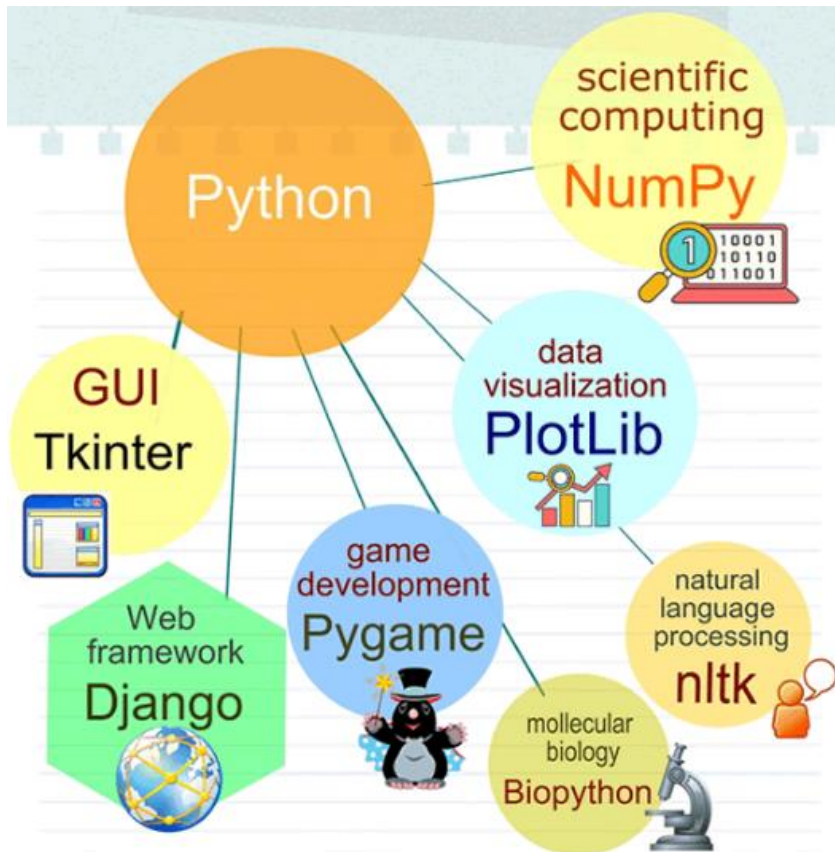 Python
scientific
computing
NumPy
1
10001
10110
011001
data
visualization
PlotLib
GUI
Tkinter
game
development
Pygame
Web
framework
Django
natural
language
processing
nltk
mollecular
biology
Biopython